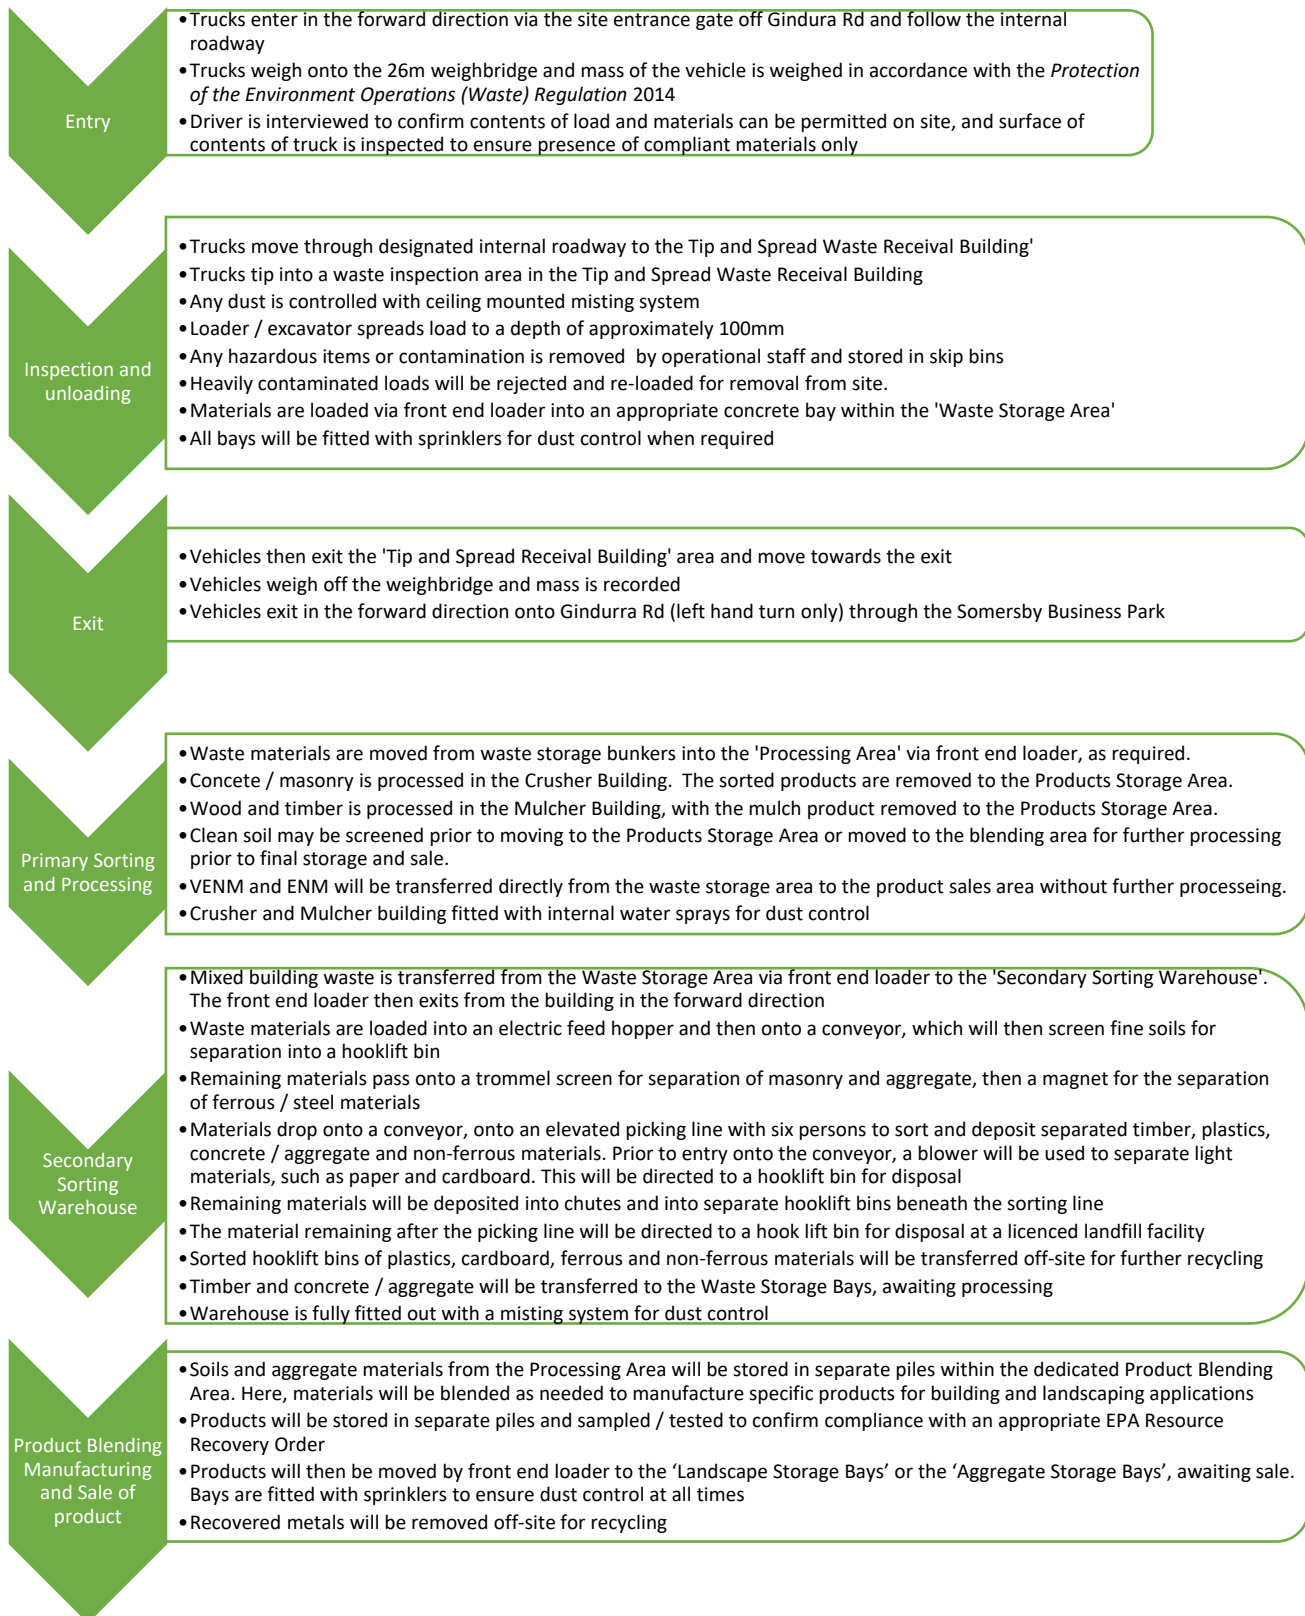 Entry
•Trucks enter in the forward direction via the site entrance gate off Gindura Rd and follow the internal
roadway
•Trucks weigh onto the 26m weighbridge and mass of the vehicle is weighed in accordance with the Protection
of the Environment Operations (Waste) Regulation 2014
•Driver is interviewed to confirm contents of load and materials can be permitted on site, and surface of
contents of truck is inspected to ensure presence of compliant materials only
Inspection and
unloading
•Trucks move through designated internal roadway to the Tip and Spread Waste Receival Building'
•Trucks tip into a waste inspection area in the Tip and Spread Waste Receival Building
•Any dust is controlled with ceiling mounted misting system
•Loader / excavator spreads load to a depth of approximately 100mm
•Any hazardous items or contamination is removed  by operational staff and stored in skip bins
•Heavily contaminated loads will be rejected and re-loaded for removal from site.
•Materials are loaded via front end loader into an appropriate concrete bay within the 'Waste Storage Area'
•All bays will be fitted with sprinklers for dust control when required
Exit
•Vehicles then exit the 'Tip and Spread Receival Building' area and move towards the exit
•Vehicles weigh off the weighbridge and mass is recorded
•Vehicles exit in the forward direction onto Gindurra Rd (left hand turn only) through the Somersby Business Park
Primary Sorting
and Processing
•Waste materials are moved from waste storage bunkers into the 'Processing Area' via front end loader, as required.
•Concete / masonry is processed in the Crusher Building.  The sorted products are removed to the Products Storage Area.
•Wood and timber is processed in the Mulcher Building, with the mulch product removed to the Products Storage Area.
•Clean soil may be screened prior to moving to the Products Storage Area or moved to the blending area for further processing
prior to final storage and sale.
•VENM and ENM will be transferred directly from the waste storage area to the product sales area without further processeing.
•Crusher and Mulcher building fitted with internal water sprays for dust control
Secondary
Sorting
Warehouse
•Mixed building waste is transferred from the Waste Storage Area via front end loader to the 'Secondary Sorting Warehouse'.
The front end loader then exits from the building in the forward direction
•Waste materials are loaded into an electric feed hopper and then onto a conveyor, which will then screen fine soils for
separation into a hooklift bin
•Remaining materials pass onto a trommel screen for separation of masonry and aggregate, then a magnet for the separation
of ferrous / steel materials
•Materials drop onto a conveyor, onto an elevated picking line with six persons to sort and deposit separated timber, plastics,
concrete / aggregate and non-ferrous materials. Prior to entry onto the conveyor, a blower will be used to separate light
materials, such as paper and cardboard. This will be directed to a hooklift bin for disposal
•Remaining materials will be deposited into chutes and into separate hooklift bins beneath the sorting line
•The material remaining after the picking line will be directed to a hook lift bin for disposal at a licenced landfill facility
•Sorted hooklift bins of plastics, cardboard, ferrous and non-ferrous materials will be transferred off-site for further recycling
•Timber and concrete / aggregate will be transferred to the Waste Storage Bays, awaiting processing
•Warehouse is fully fitted out with a misting system for dust control
Product Blending
Manufacturing
and Sale of
product
•Soils and aggregate materials from the Processing Area will be stored in separate piles within the dedicated Product Blending
Area. Here, materials will be blended as needed to manufacture specific products for building and landscaping applications
•Products will be stored in separate piles and sampled / tested to confirm compliance with an appropriate EPA Resource
Recovery Order
•Products will then be moved by front end loader to the ‘Landscape Storage Bays’ or the ‘Aggregate Storage Bays’, awaiting sale.
Bays are fitted with sprinklers to ensure dust control at all times
•Recovered metals will be removed off-site for recycling